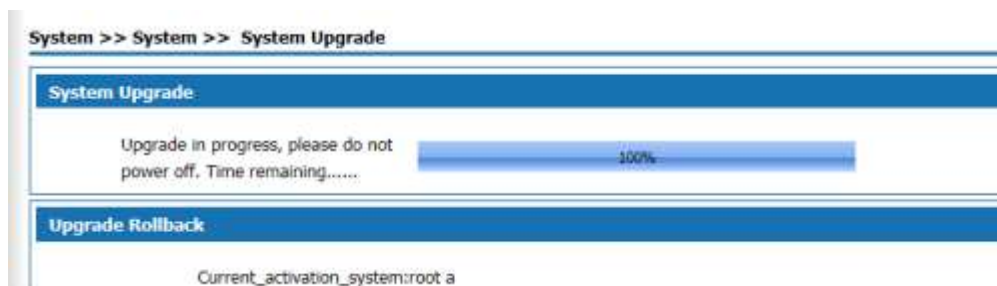 System >> System >> System Upgrade
System Upgrade
Upgrade in progress, please do not
power off. Time remaining......
100%
Upgrade Rollback
Current_activation_system:root a